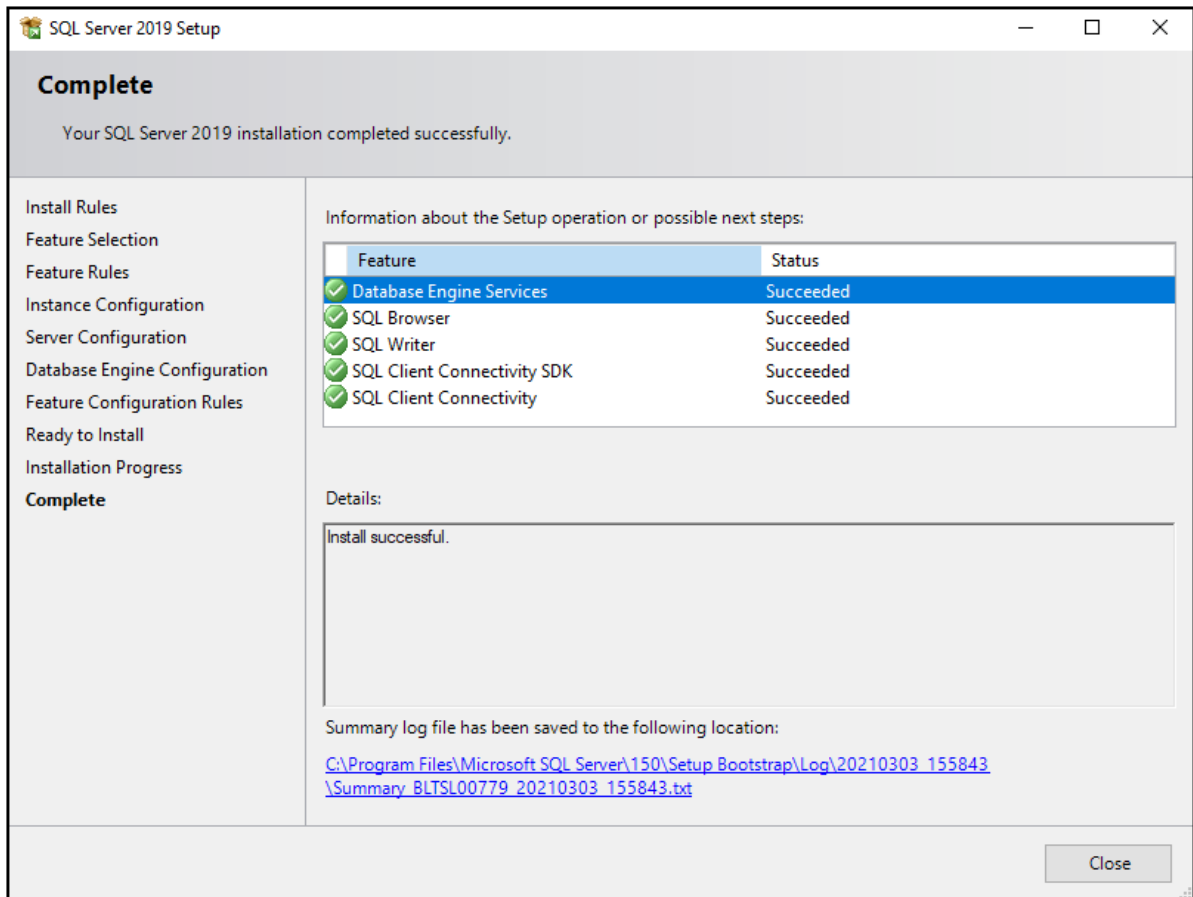 SQL Server 2019 Setup
Complete
Your SQL Server 2019 installation completed successfully.
Install Rules
Feature Selection
Feature Rules
Instance Configuration
Server Configuration
Database Engine Configuration
Feature Configuration Rules
Ready to Install
Installation Progress
Complete
Information about the Setup operation or possible next steps:
Feature Status
Database Engine Services Succeeded
SQL Browser Succeeded
SQL Writer Succeeded
SQL Client Connectivity SDK Succeeded
SQL Client Connectivity Succeeded
Details:
Install successful.
Summary log file has been saved to the following location:
C:\Program Files\Microsoft SQL Server\150\Setup Bootstrap\Log\20210303_155843
\Summary_BLTSL00779_20210303_155843.txt
Close